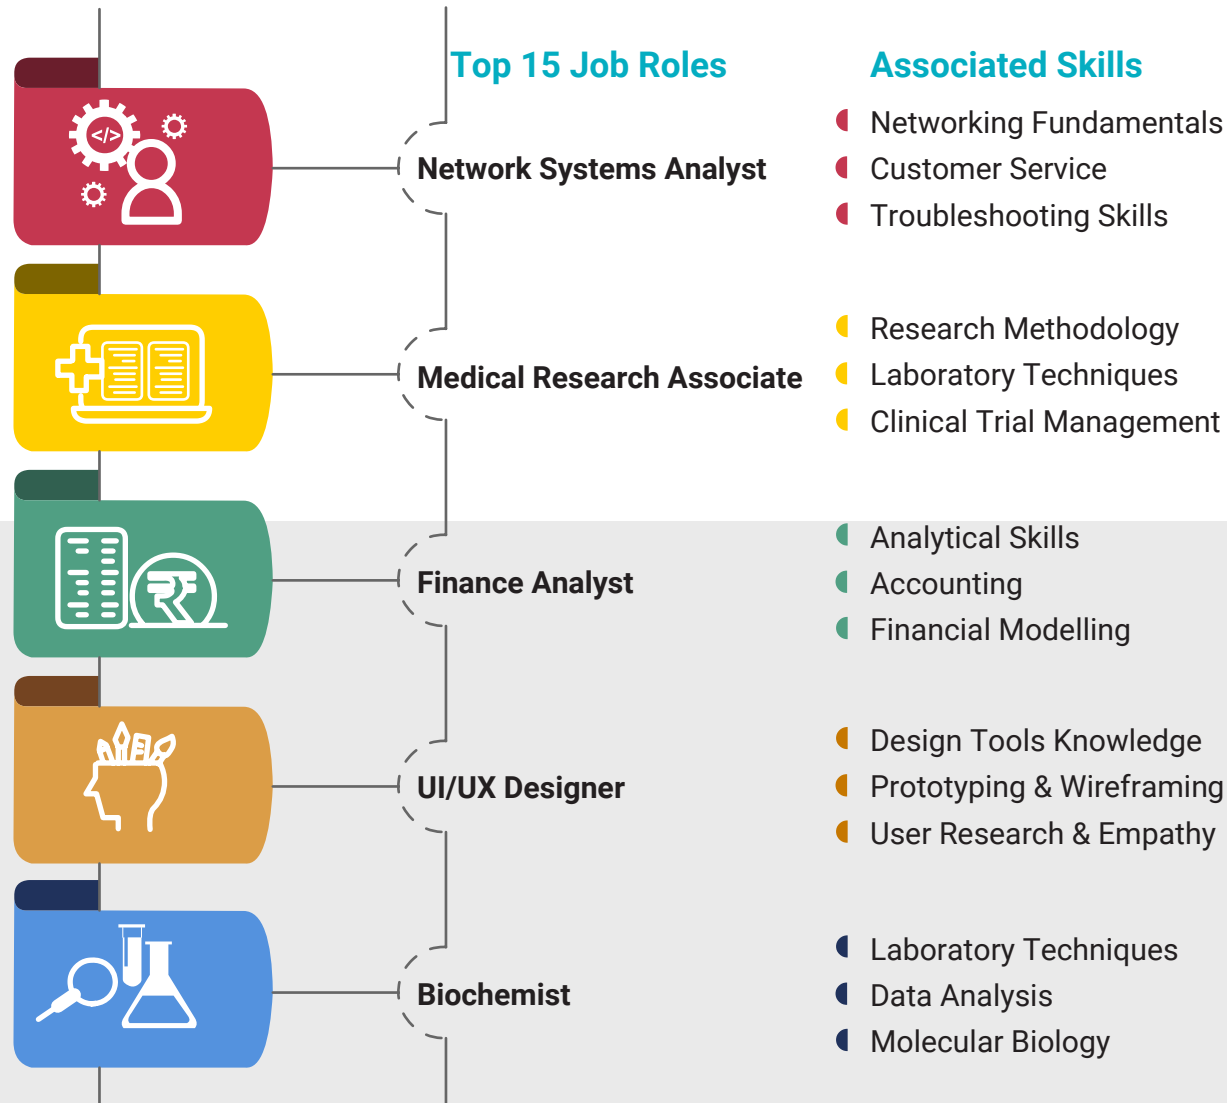 Top 15 Job Roles
Associated Skills
Network Systems Analyst
Networking Fundamentals
Customer Service
Troubleshooting Skills
Medical Research Associate
Research Methodology
Laboratory Techniques
Clinical Trial Management
Finance Analyst
Analytical Skills
Accounting
Financial Modelling
UI/UX Designer
Design Tools Knowledge
Prototyping & Wireframing
User Research & Empathy
Biochemist
Laboratory Techniques
Data Analysis
Molecular Biology